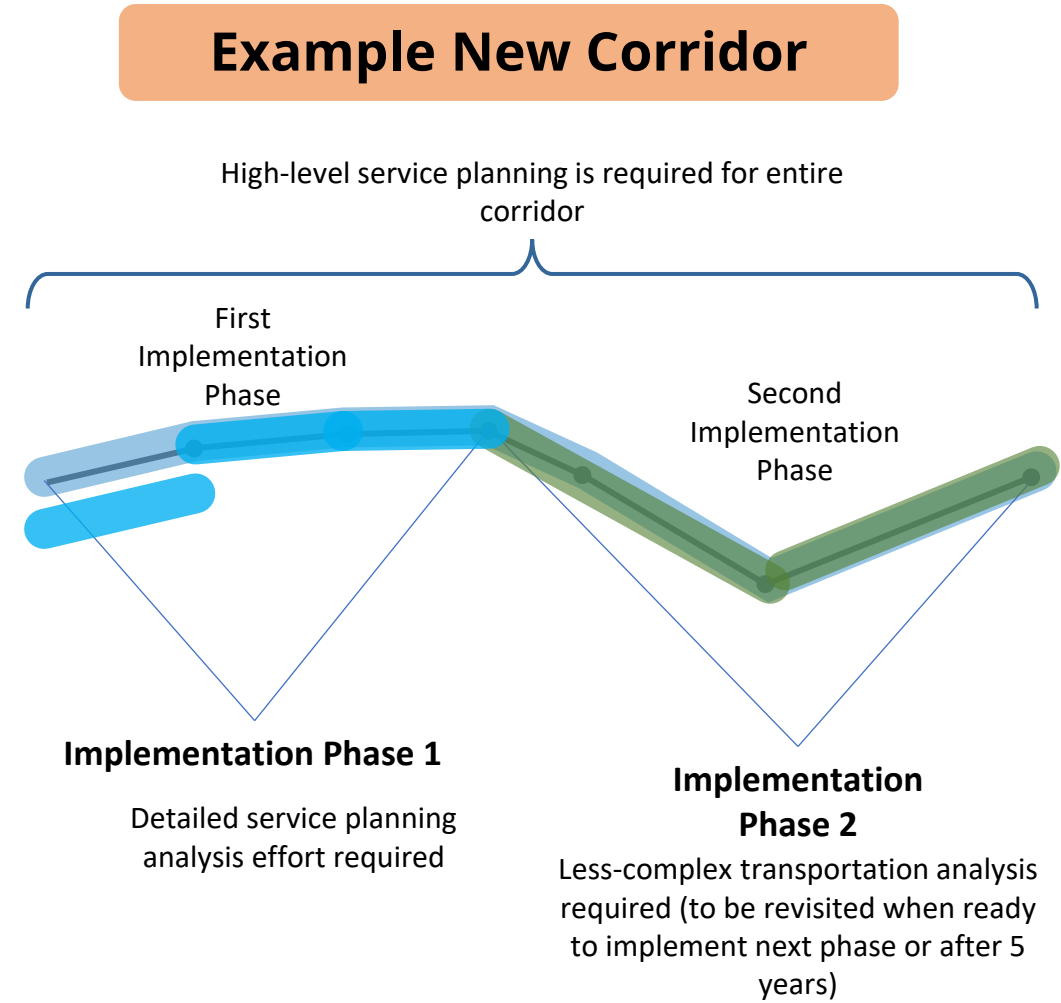 Example New Corridor
High-level service planning is required for entire
corridor
First
Implementation
Phase
Second
Implementation
Phase
Implementation Phase 1
Detailed service planning
analysis effort required
Implementation
Phase 2
Less-complex transportation analysis
required (to be revisited when ready
to implement next phase or after 5
years)